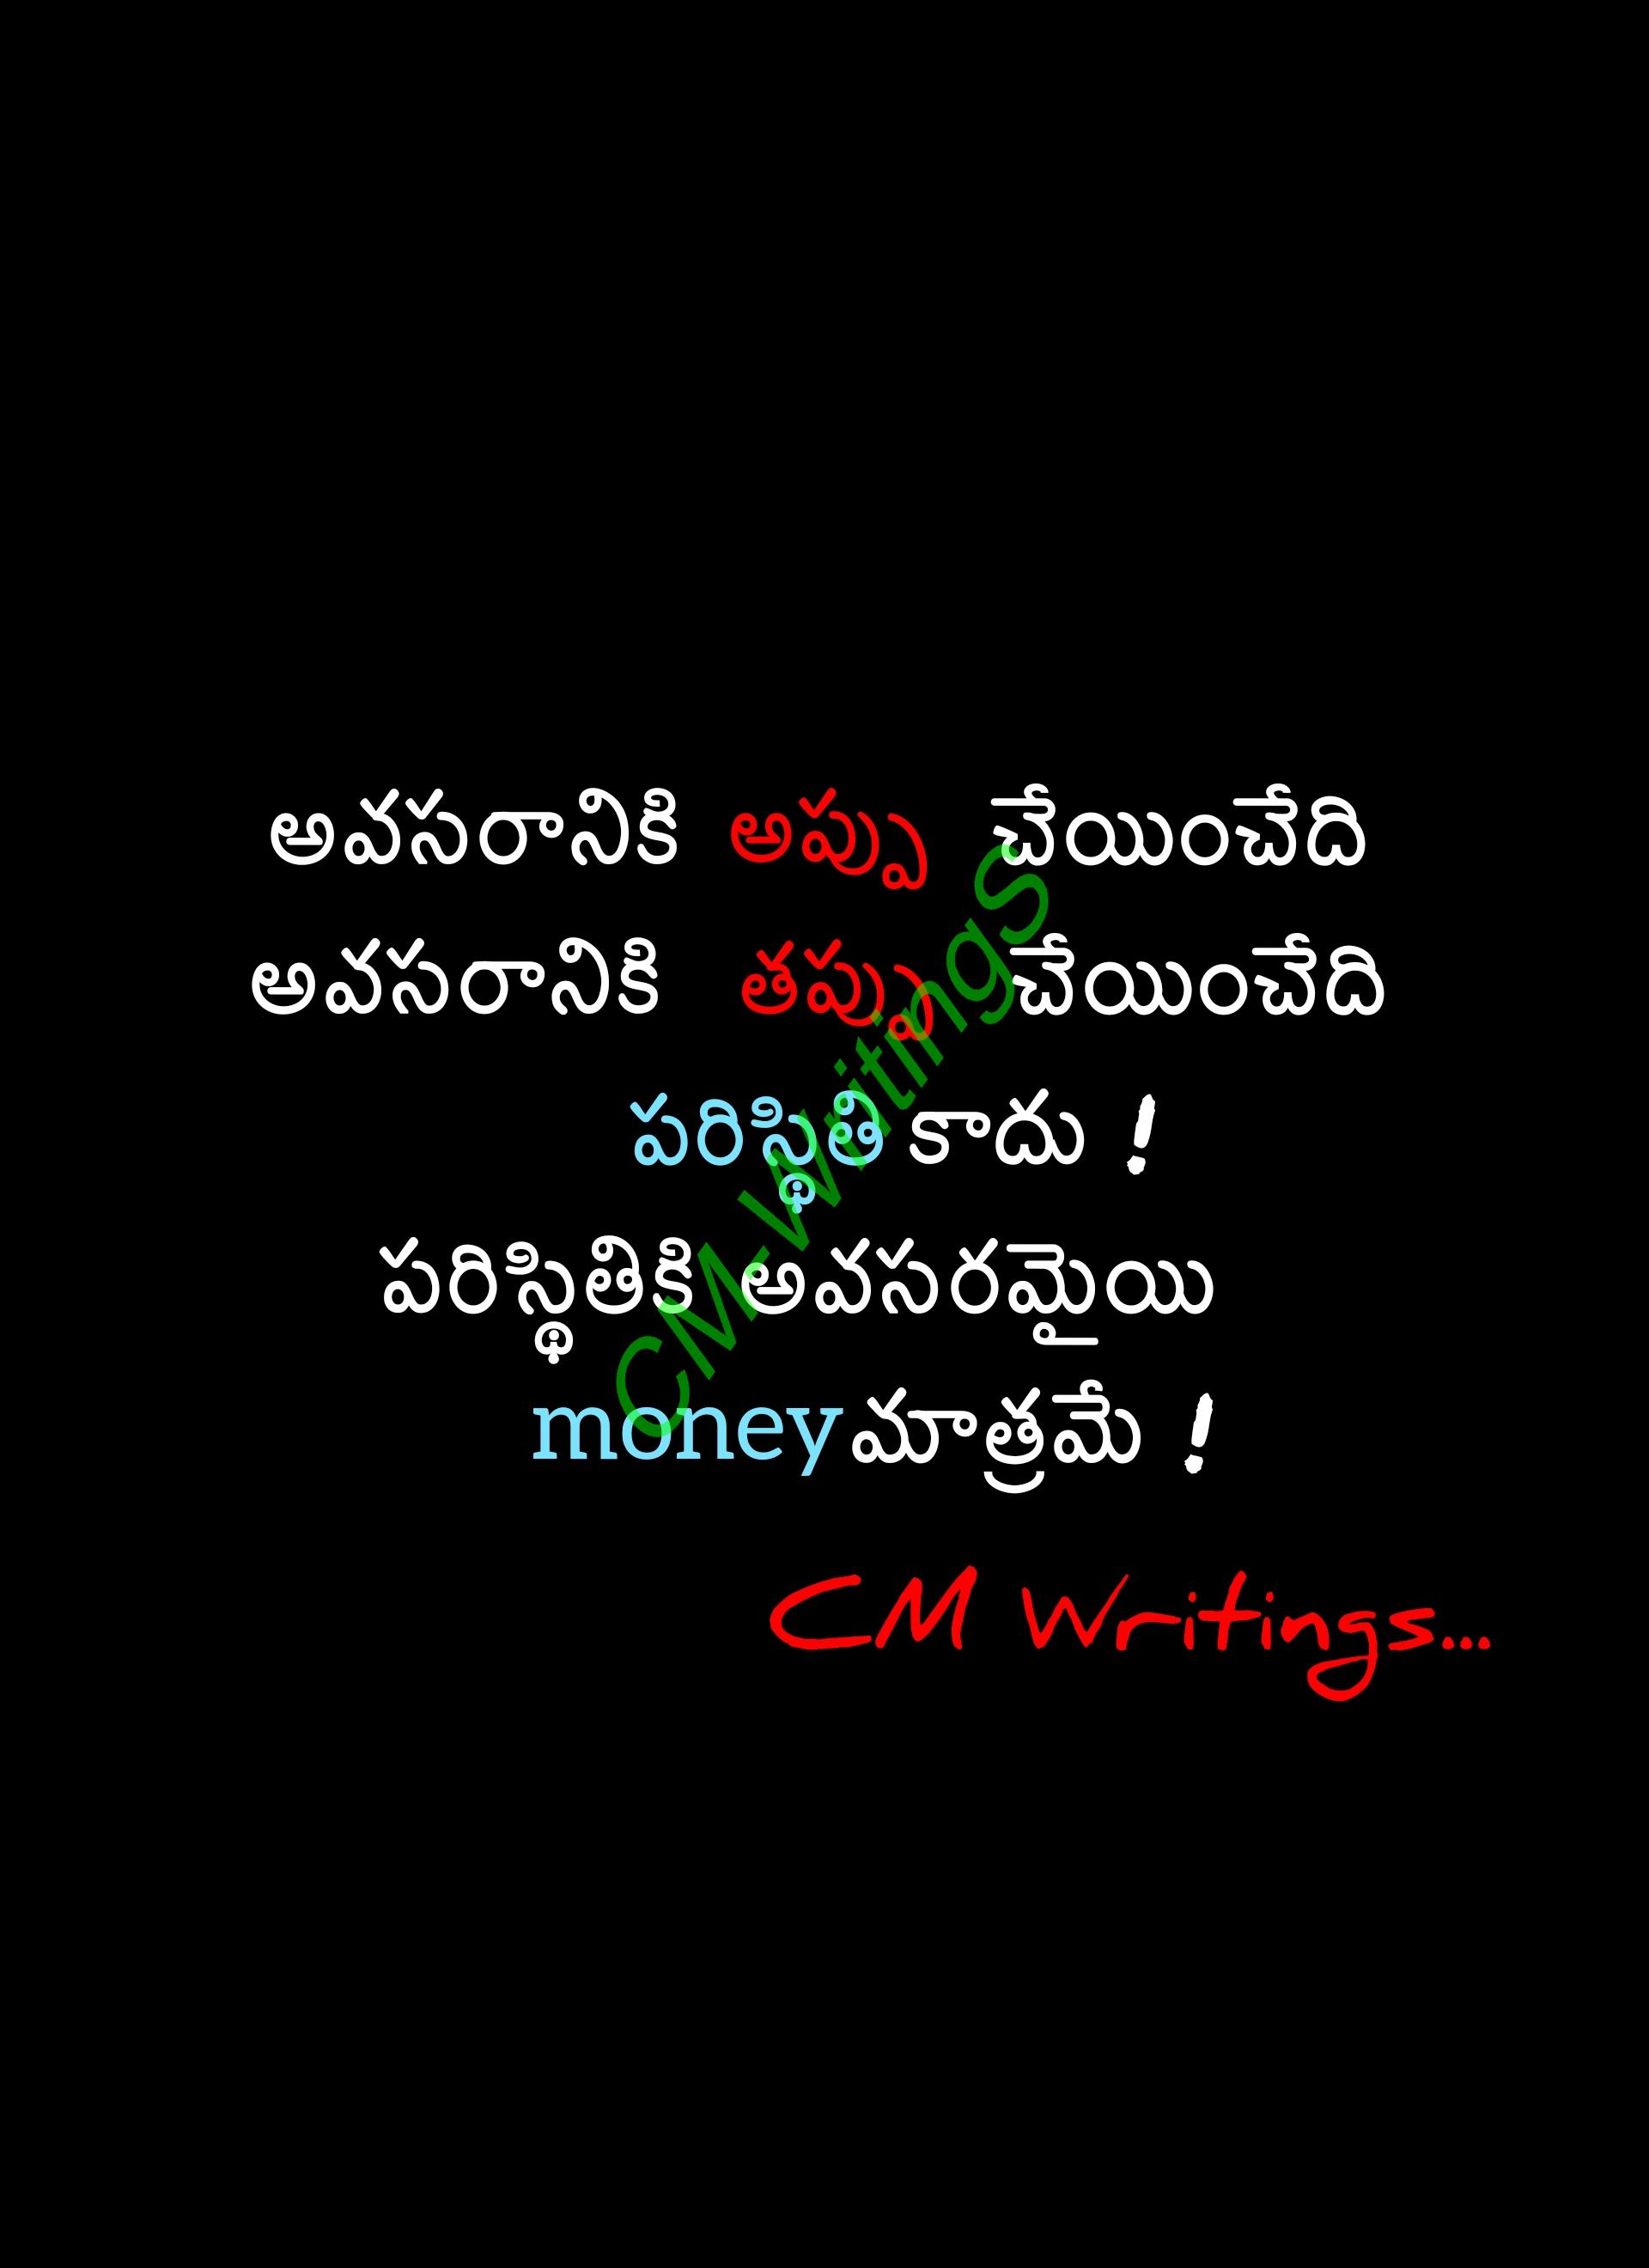 అవసరానికి అప్పు చేయించేది
అవసరానికి తప్పు చేయించేది
పరిస్థితి కాదు !
పరిస్థితికి అవసరమైయ
money మాత్రమే !
CM Writings...
CM Writings